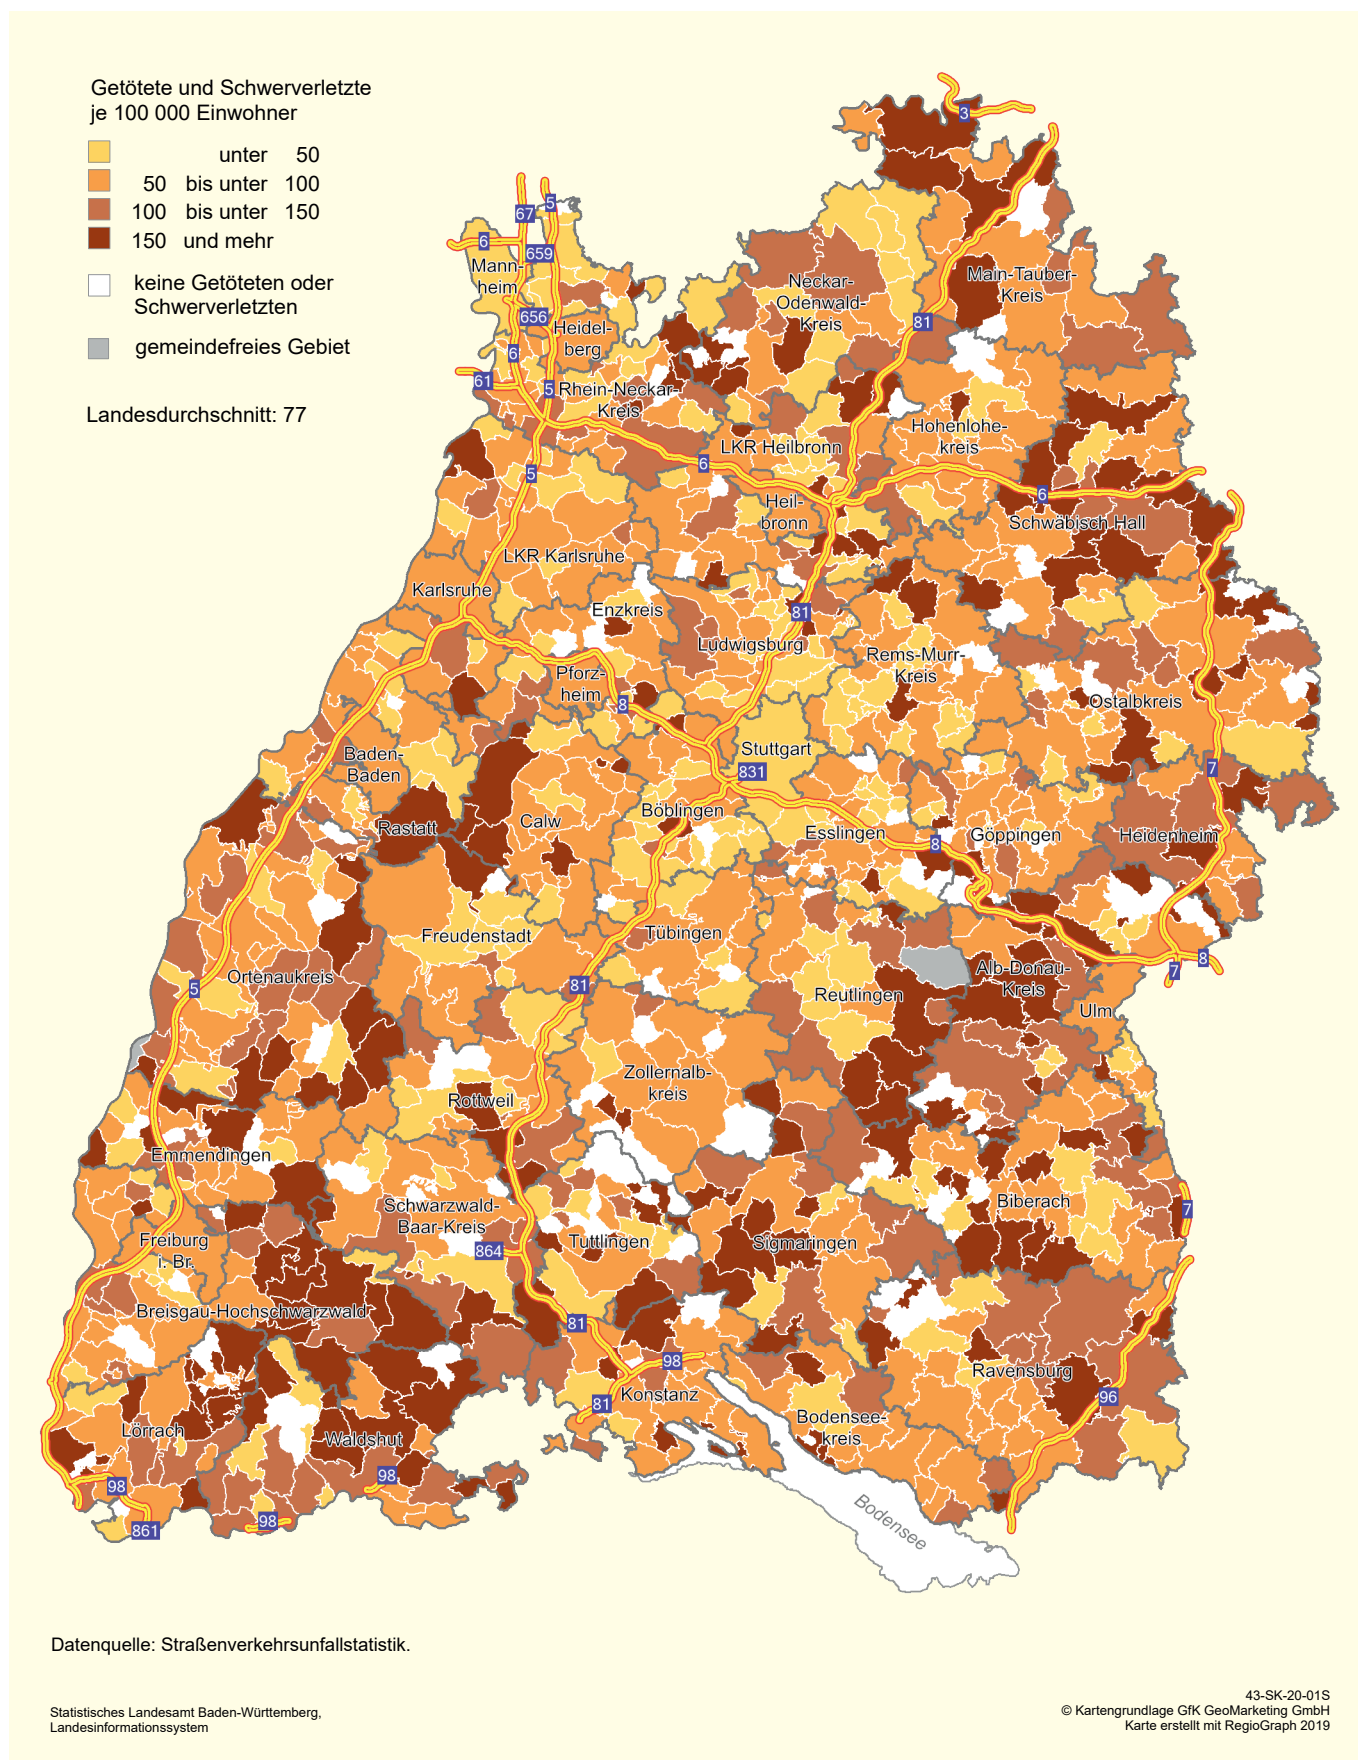 Getötete und Schwerverletzte
je 100 000 Einwohner
unter 50
50 bis unter 100
100 bis unter 150
150 und mehr
keine Getöteten oder
Schwerverletzten
gemeindefreies Gebiet
Landesdurchschnitt: 77
3
67
5
6
659
Mann-
heim
656
Heidel-
berg
6
61
5
Rhein-Neckar-
Kreis
Neckar-
Odenwald-
Kreis
Main-Tauber-
Kreis
81
LKR Heilbronn
Hohenlohe-
kreis
5
6
6
Heil-
bronn
Schwäbisch Hall
LKR Karlsruhe
Karlsruhe
Enzkreis
81
Ludwigsburg
Rems-Murr-
Kreis
Pforz-
heim
8
Ostalbkreis
Stuttgart
Baden-
Baden
831
7
Böblingen
Rastatt
Calw
Esslingen
8
Göppingen
Heidenheim
Freudenstadt
Tübingen
Ortenaukreis
5
81
Reutlingen
Alb-Donau-
Kreis
8
7
Ulm
Zollernalb-
kreis
Rottweil
Emmendingen
Schwarzwald-
Baar-Kreis
Biberach
7
Freiburg
i. Br.
864
Tuttlingen
Sigmaringen
Breisgau-Hochschwarzwald
81
98
Ravensburg
81
Konstanz
96
Lörrach
Waldshut
Bodensee-
kreis
98
98
98
861
Bodensee
Datenquelle: Straßenverkehrsunfallstatistik.
Statistisches Landesamt Baden-Württemberg,
Landesinformationssystem
43-SK-20-01S
© Kartengrundlage GfK GeoMarketing GmbH
Karte erstellt mit RegioGraph 2019